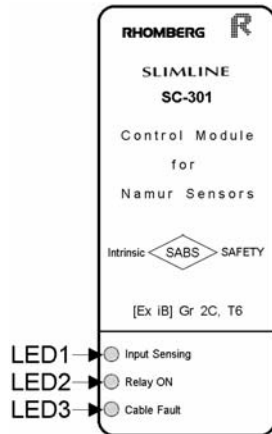 RHOMBERG R
SLIMLINE
SC-301
Control Module
for
Namur Sensors
Intrinsic SABS SAFETY
[Ex iB] Gr 2C, T6
LED1 Input Sensing
LED2 Relay ON
LED3 Cable Fault